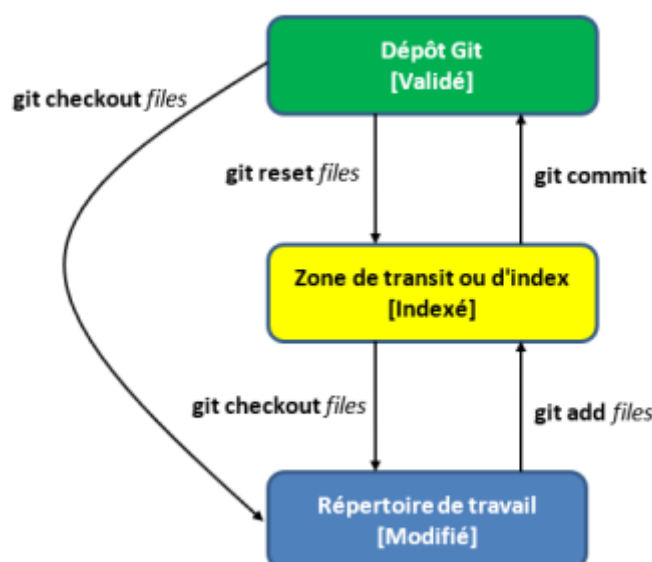 Dépôt Git
[Validé]
git checkout files
git reset files
git commit
Zone de transit ou d'index
[Indexé]
git checkout files
git add files
Répertoire de travail
[Modifié]